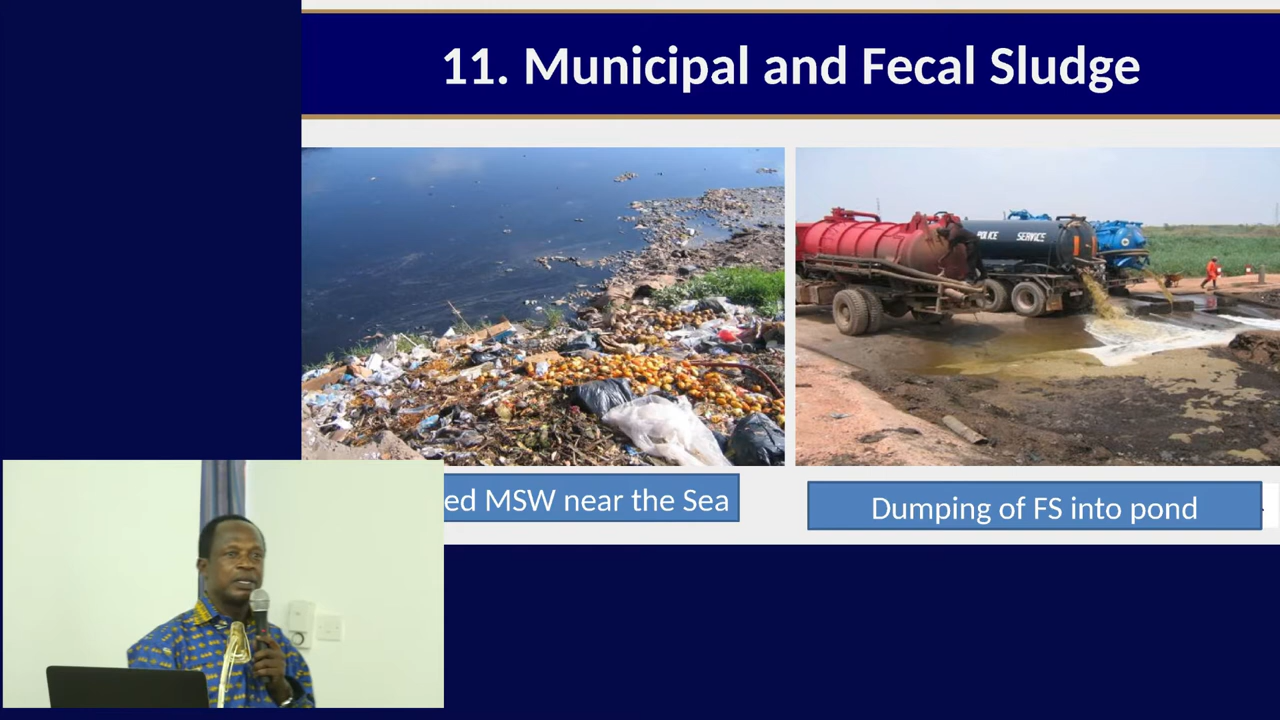 11. Municipal and Fecal Sludge
POLICE SERVICE
ed MSW near the Sea
Dumping of FS into pond